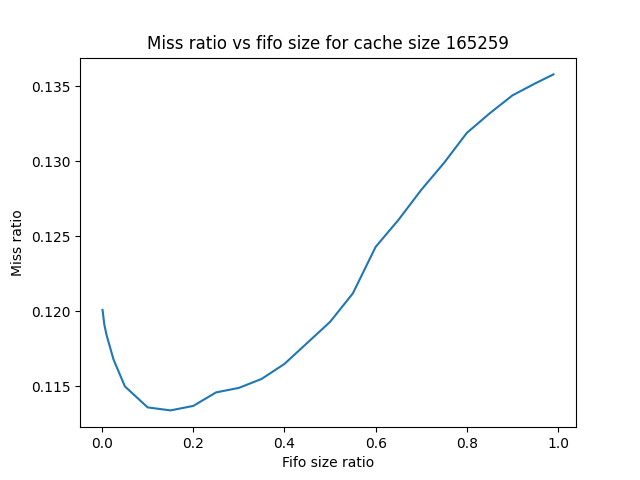 Miss ratio vs fifo size for cache size 165259
0.135
0.130
0.125
0.120
0.115
Miss ratio
0.0 0.2 0.4 0.6 0.8 1.0
Fifo size ratio